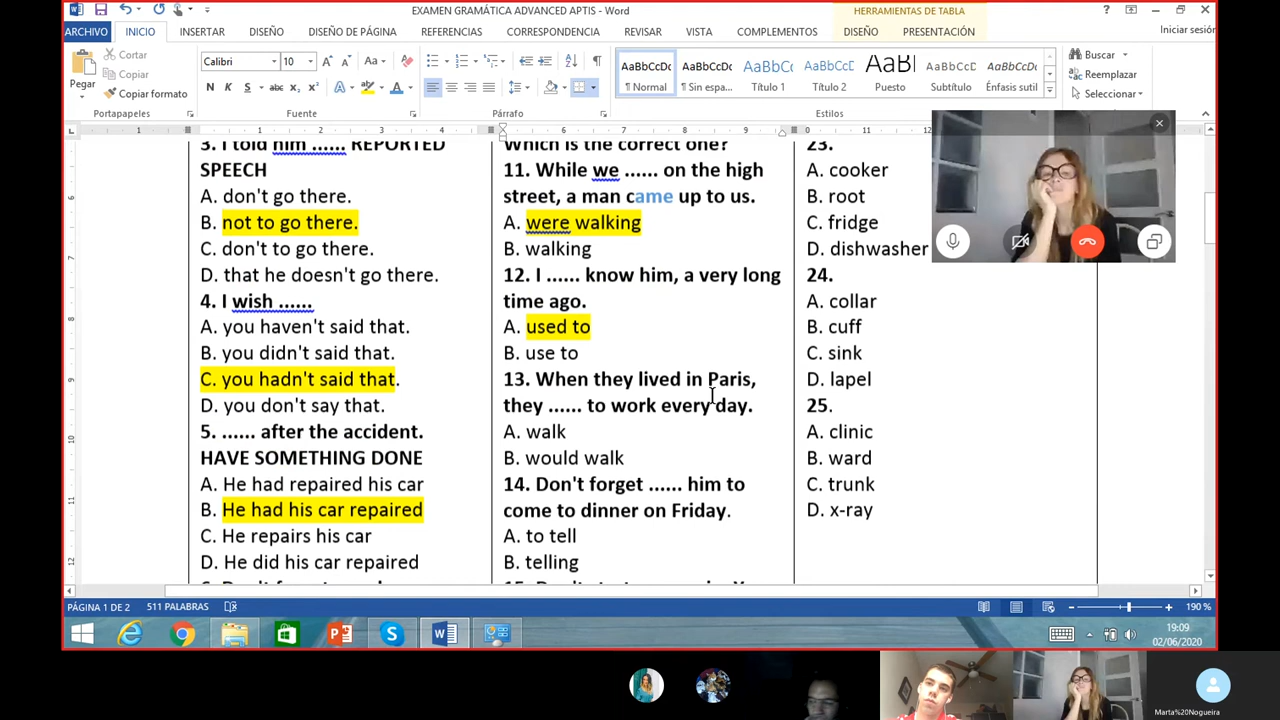 EXAMEN GRAMÁTICA ADVANCED APTIS - Word
HERRAMIENTAS DE TABLA
ARCHIVO INICIO INSERTAR DISEÑO DISEÑO DE PÁGINA REFERENCIAS CORRESPONDENCIA REVISAR VISTA COMPLEMENTOS DISEÑO PRESENTACIÓN Iniciar sesión
Pegar
Cortar
Copiar
Copiar formato
Portapapeles
Calibri 10
N K S abc x₂ x²
Fuente
Párrafo
AaBbCcDc AaBbCcDc AaBbC AaBbCcD AaBl AaBbCcD AaBbCcDc
¶ Normal ¶ Sin espa... Título 1 Título 2 Puesto Subtítulo Énfasis sutil
Estilos
Buscar
Reemplazar
Seleccionar
3. I told him ...... REPORTED
SPEECH
A. don't go there.
B. not to go there.
C. don't to go there.
D. that he doesn't go there.
4. I wish ......
A. you haven't said that.
B. you didn't said that.
C. you hadn't said that.
D. you don't say that.
5. ...... after the accident.
HAVE SOMETHING DONE
A. He had repaired his car
B. He had his car repaired
C. He repairs his car
D. He did his car repaired
Which is the correct one?
11. While we ...... on the high
street, a man came up to us.
A. were walking
B. walking
12. I ...... know him, a very long
time ago.
A. used to
B. use to
13. When they lived in Paris,
they ...... to work every day.
A. walk
B. would walk
14. Don't forget ...... him to
come to dinner on Friday.
A. to tell
B. telling
23.
A. cooker
B. root
C. fridge
D. dishwasher
24.
A. collar
B. cuff
C. sink
D. lapel
25.
A. clinic
B. ward
C. trunk
D. x-ray
PÁGINA 1 DE 2 511 PALABRAS 190 %
19:09
02/06/2020
Marta%20Nogueira